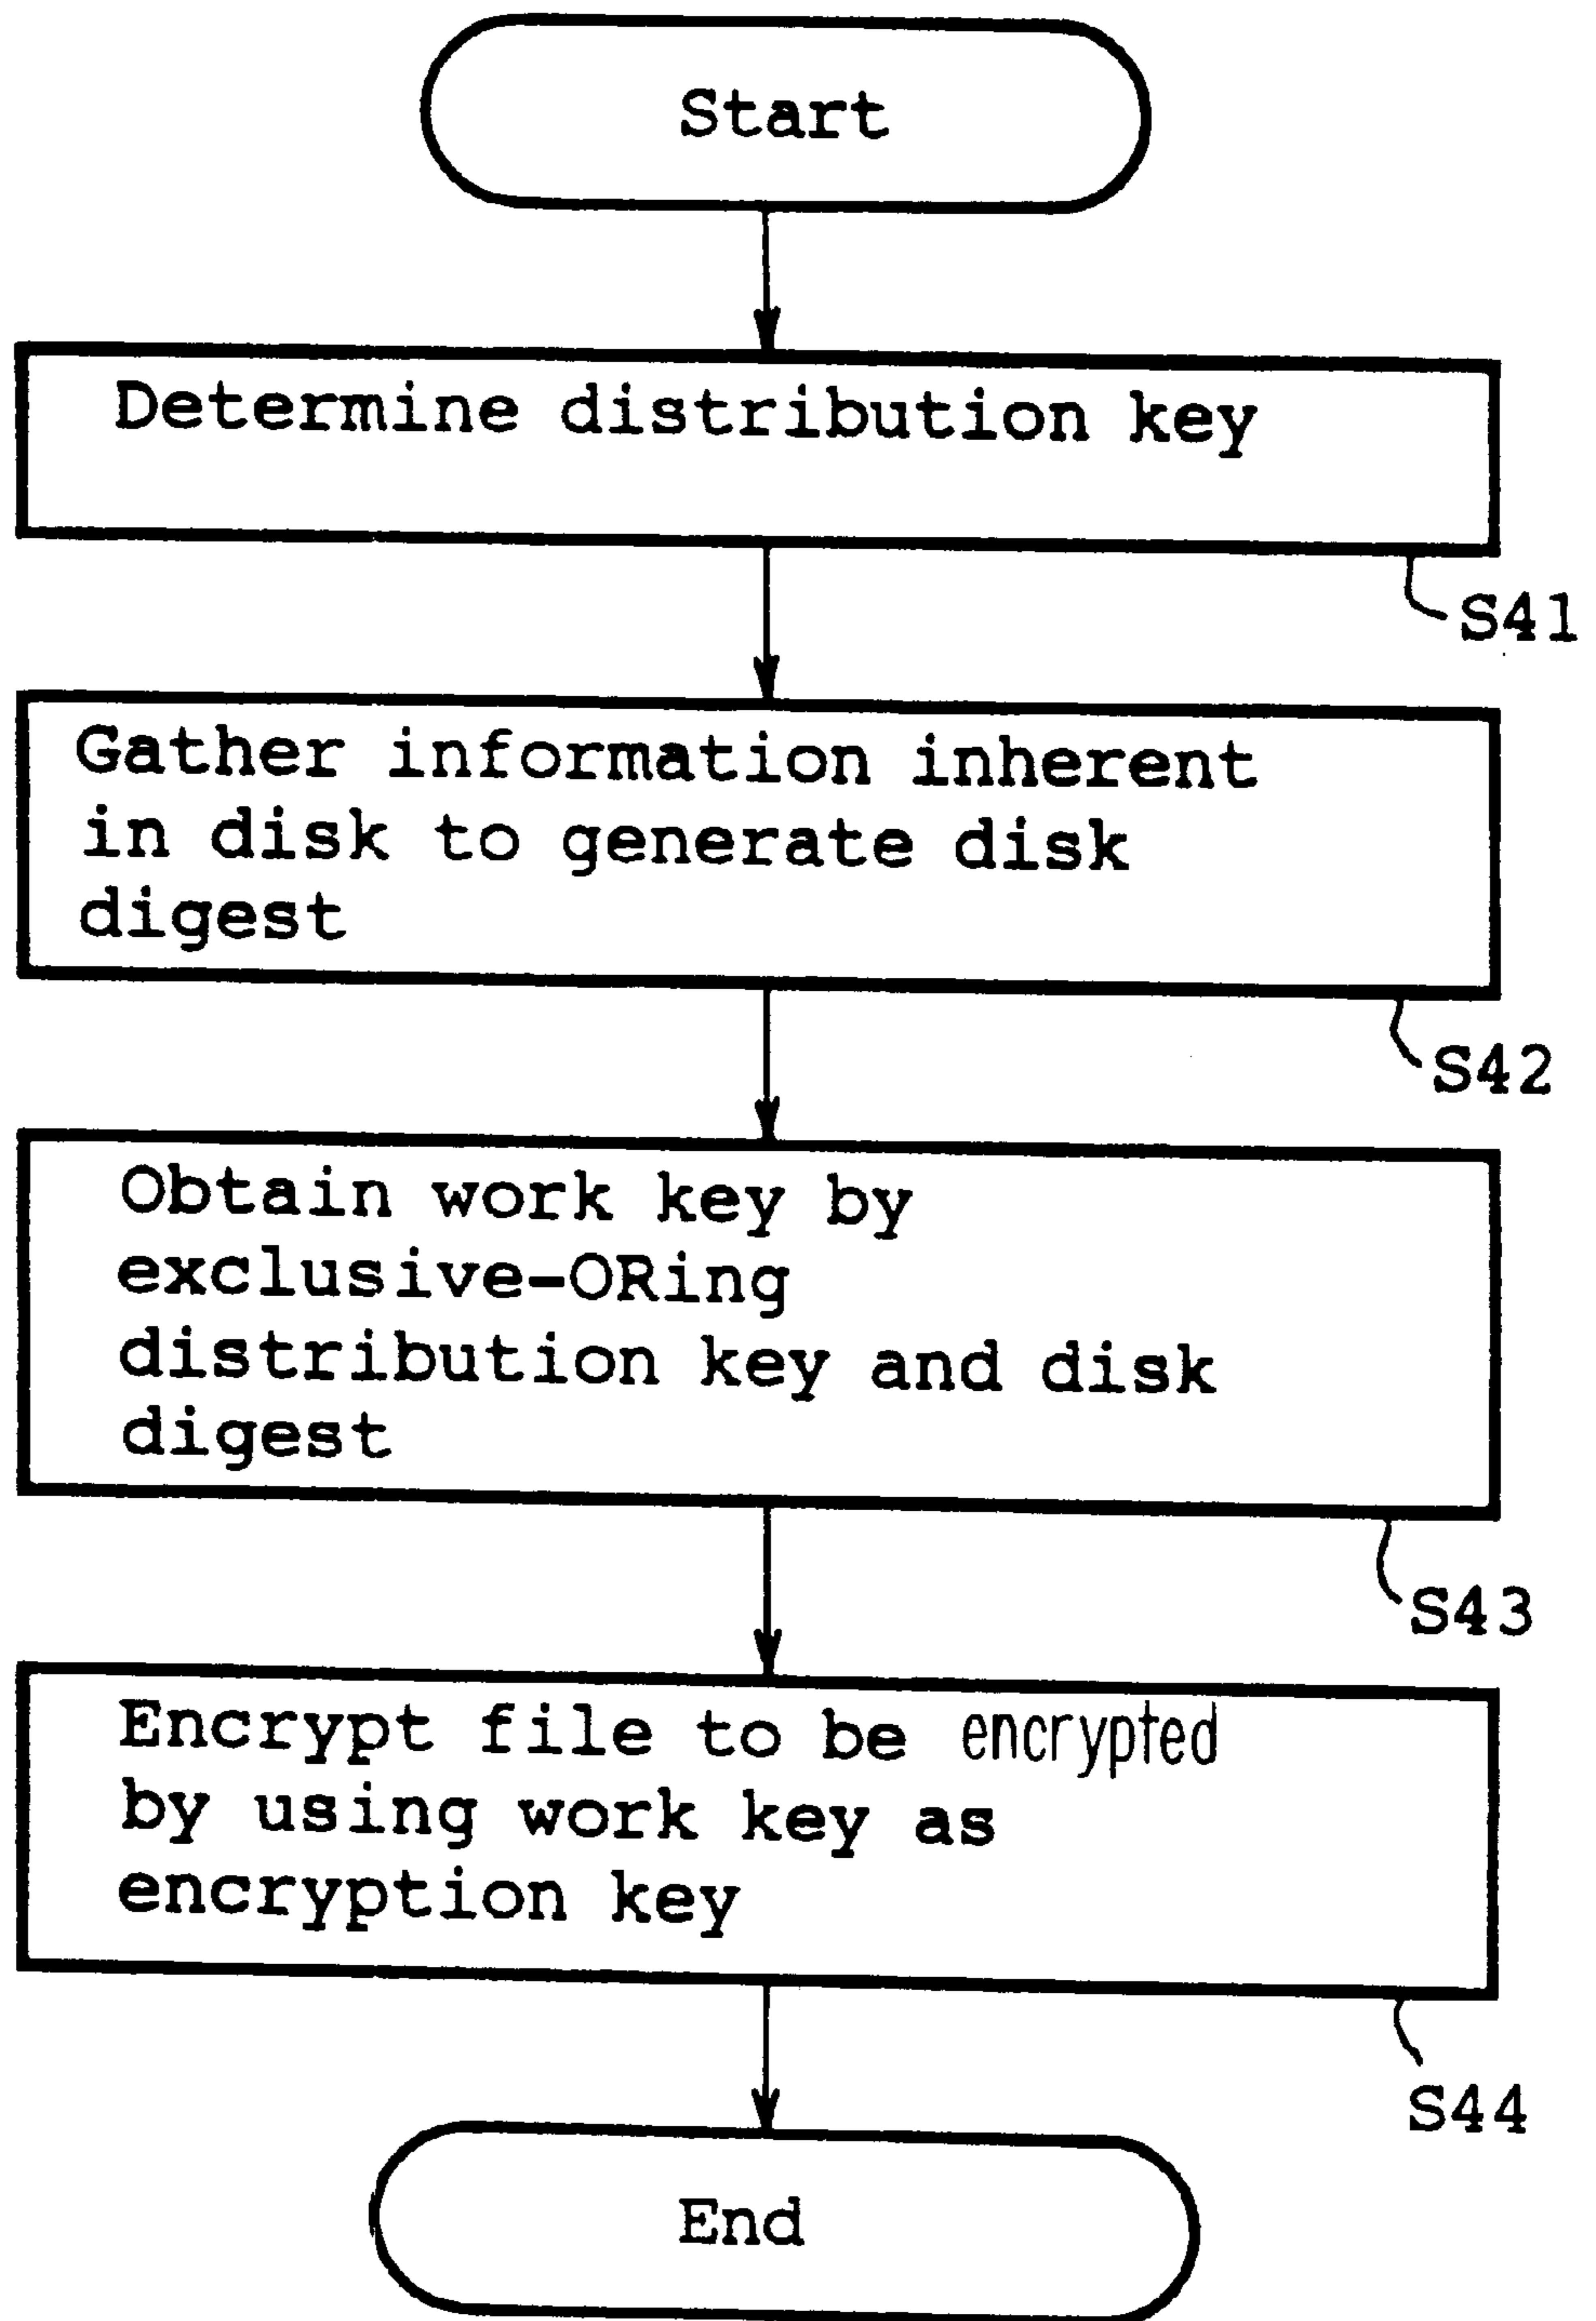 Start
Determine distribution key
S41
Gather information inherent
in disk to generate disk
digest
S42
Obtain work key by
exclusive-ORing
distribution key and disk
digest
S43
Encrypt file to be encrypted
by using work key as
encryption key
S44
End